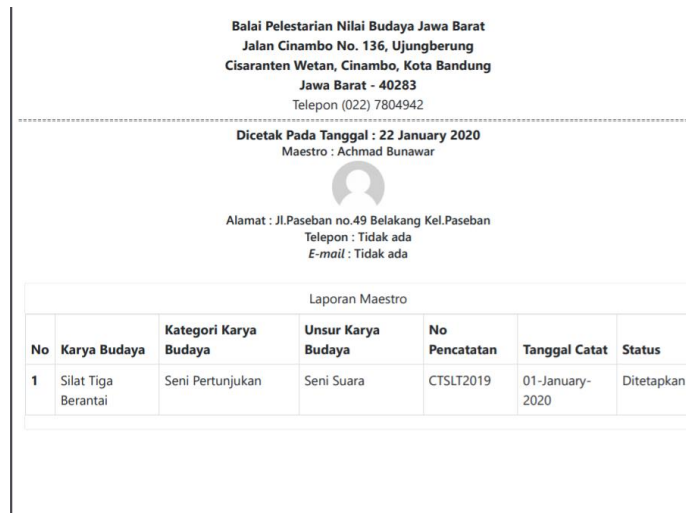 Balai Pelestarian Nilai Budaya Jawa Barat
Jalan Cinambo No. 136, Ujungberung
Cisaranten Wetan, Cinambo, Kota Bandung
Jawa Barat - 40283
Telepon (022) 7804942
Dicetak Pada Tanggal : 22 January 2020
Maestro : Achmad Bunawar
Alamat : Jl.Paseban no.49 Belakang Kel.Paseban
Telepon : Tidak ada
E-mail : Tidak ada
Laporan Maestro
No Karya Budaya Kategori Karya Budaya Unsur Karya Budaya No Pencatatan Tanggal Catat Status
1 Silat Tiga Berantai Seni Pertunjukan Seni Suara CTSLT2019 01-January-2020 Ditetapkan